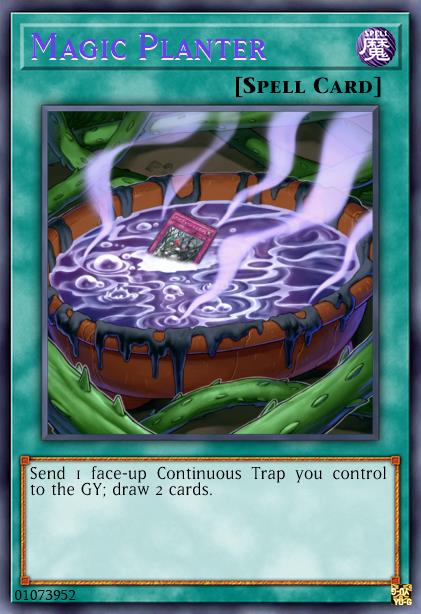 Magic Planter
SPELL
魔
[Spell Card]
Send 1 face-up Continuous Trap you control
to the GY; draw 2 cards.
01073952